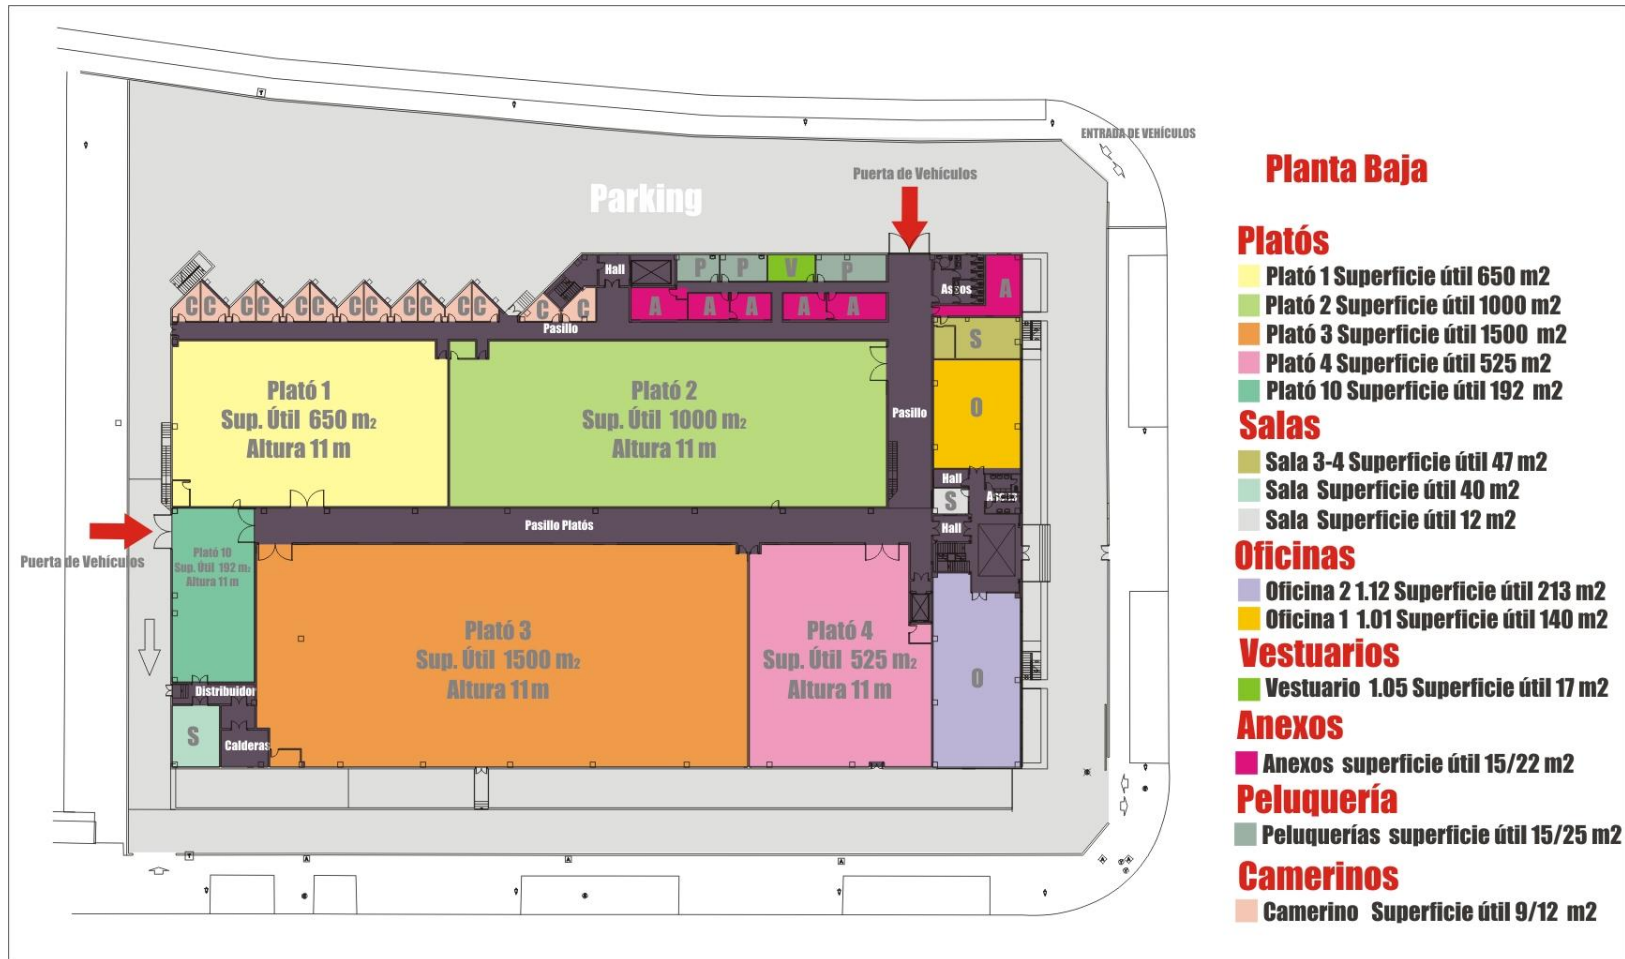 ENTRADA DE VEHÍCULOS
Puerta de Vehículos
Parking
Hall
P
P
V
P
Aseos
A
CC
CC
CC
CC
CC
CC
C
C
A
A
A
A
A
Pasillo
S
Plató 1
Sup. Útil 650 m2
Altura 11 m
Plató 2
Sup. Útil 1000 m2
Altura 11 m
Pasillo
O
Hall
Aseos
S
Hall
Pasillo Platós
Puerta de Vehículos
Plató 10
Sup. Útil 192 m2
Altura 11 m
Plató 3
Sup. Útil 1500 m2
Altura 11 m
Plató 4
Sup. Útil 525 m2
Altura 11 m
O
Distribuidor
S
Calderas
Planta Baja
Platós
Plató 1 Superficie útil 650 m2
Plató 2 Superficie útil 1000 m2
Plató 3 Superficie útil 1500 m2
Plató 4 Superficie útil 525 m2
Plató 10 Superficie útil 192 m2
Salas
Sala 3-4 Superficie útil 47 m2
Sala Superficie útil 40 m2
Sala Superficie útil 12 m2
Oficinas
Oficina 2 1.12 Superficie útil 213 m2
Oficina 1 1.01 Superficie útil 140 m2
Vestuarios
Vestuario 1.05 Superficie útil 17 m2
Anexos
Anexos superficie útil 15/22 m2
Peluquería
Peluquerías superficie útil 15/25 m2
Camerinos
Camerino Superficie útil 9/12 m2